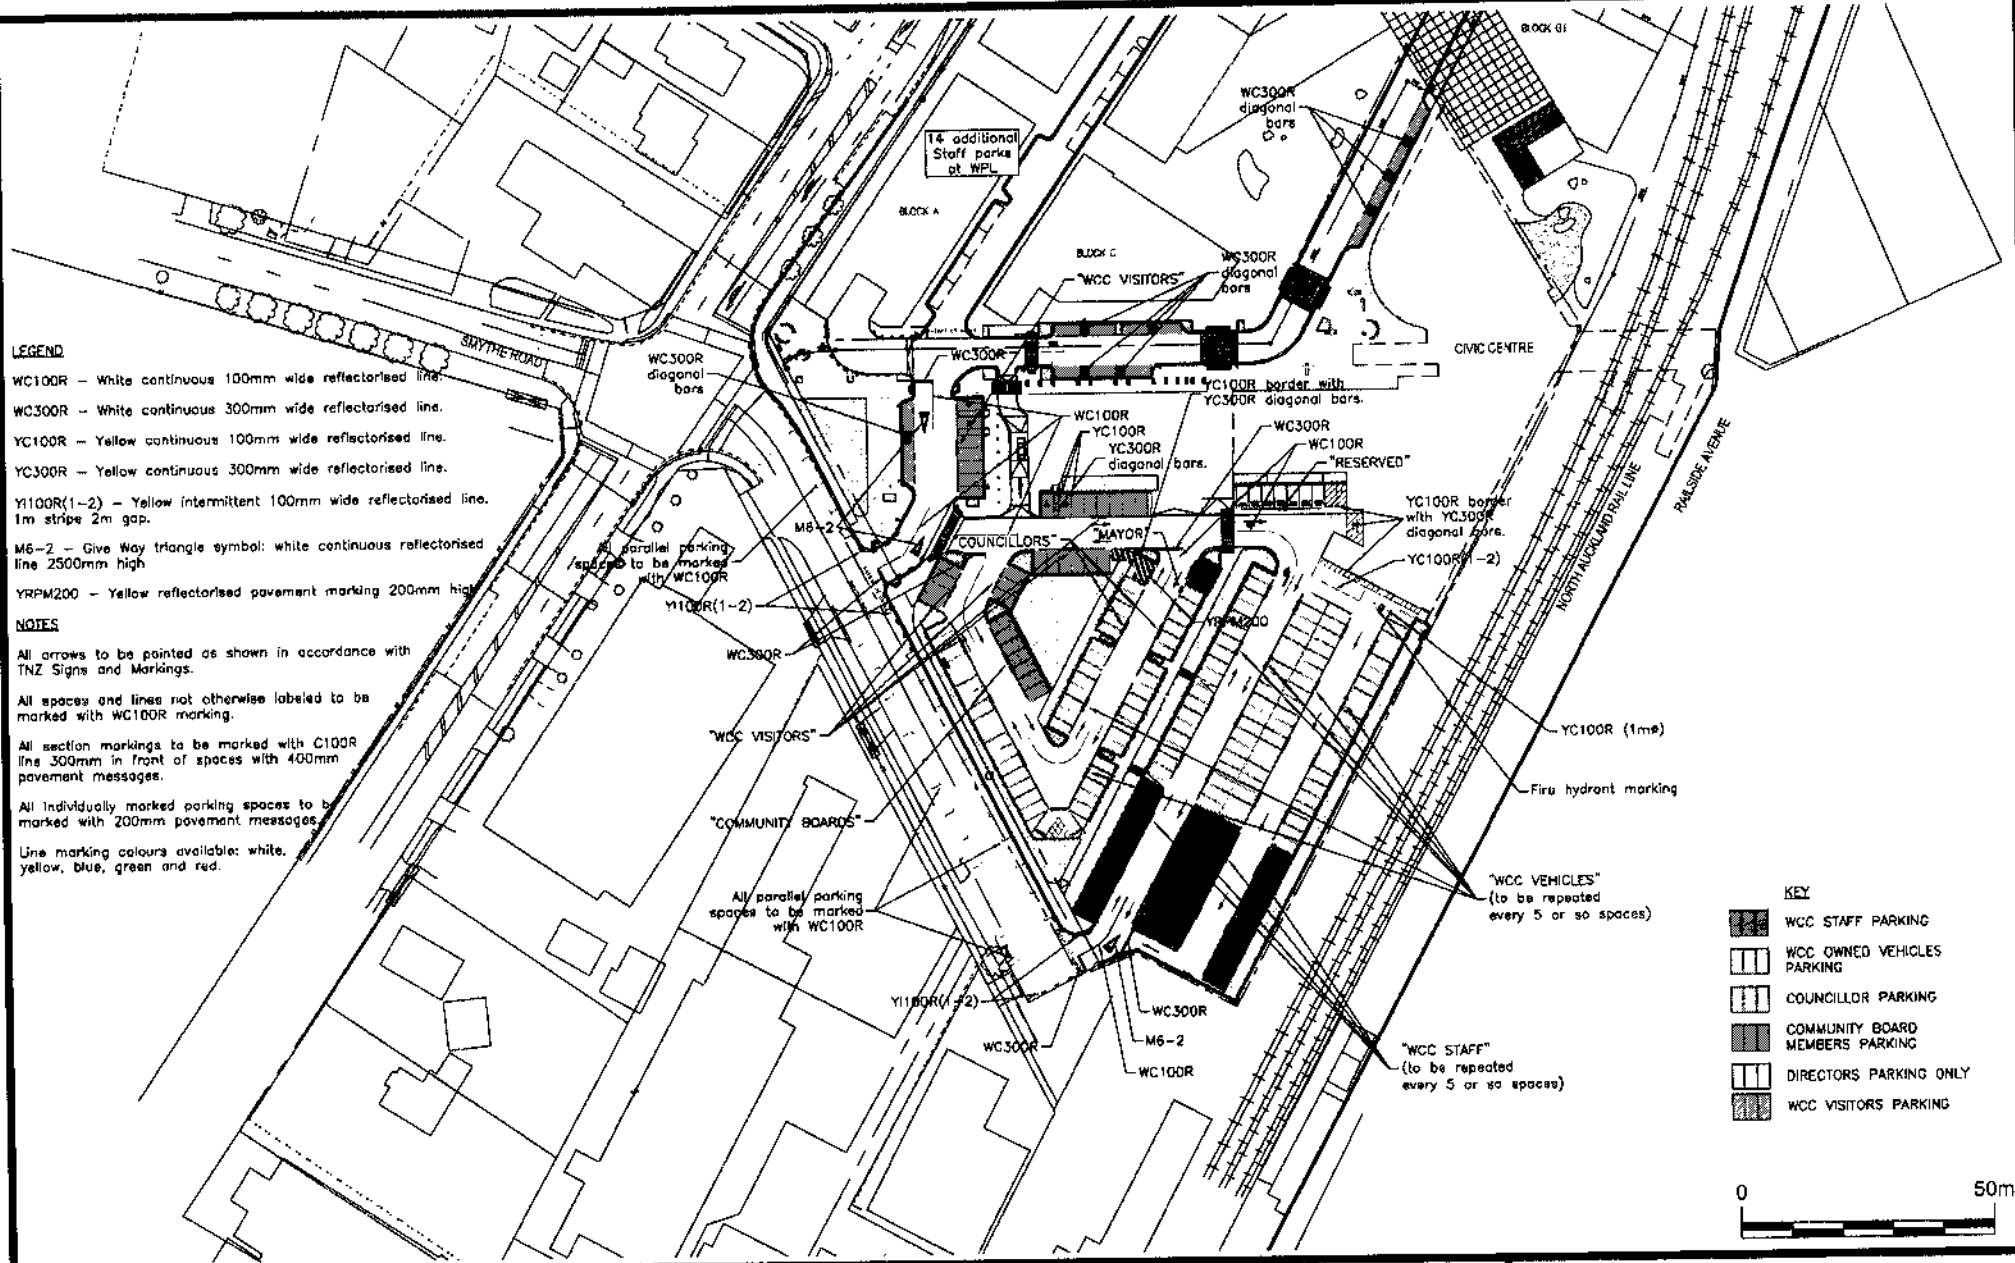 BLOCK B1
WC300R
diagonal
bars
14 additional
Staff parks
at WPL
BLOCK A
BLOCK C
"WCC VISITORS"
WC300R
diagonal
bars
SMYTHE ROAD
WC300R
diagonal
bars
WC300R
CIVIC CENTRE
YC100R border with
YC300R diagonal bars.
WC100R
YC100R
YC300R
diagonal bars.
WC300R
WC100R
"RESERVED"
YC100R border
with YC300R
diagonal bars.
YC100R(1-2)
NORTH AUCKLAND RAIL LINE
RAILSIDE AVENUE
M6-2
"COUNCILLORS"
"MAYOR"
All parallel parking
spaces to be marked
with WC100R
YI100R(1-2)
WC300R
YRPM200
"WCC VISITORS"
"COMMUNITY BOARDS"
All parallel parking
spaces to be marked
with WC100R
YI100R(1-2)
WC300R
WC300R
M6-2
WC100R
YC100R (1mø)
Fire hydrant marking
"WCC VEHICLES"
(to be repeated
every 5 or so spaces)
"WCC STAFF"
(to be repeated
every 5 or so spaces)
LEGEND
WC100R – White continuous 100mm wide reflectorised line.
WC300R – White continuous 300mm wide reflectorised line.
YC100R – Yellow continuous 100mm wide reflectorised line.
YC300R – Yellow continuous 300mm wide reflectorised line.
YI100R(1-2) – Yellow intermittent 100mm wide reflectorised line.
1m stripe 2m gap.
M6-2 – Give Way triangle symbol: white continuous reflectorised
line 2500mm high
YRPM200 – Yellow reflectorised pavement marking 200mm high
NOTES
All arrows to be pointed as shown in accordance with
TNZ Signs and Markings.
All spaces and lines not otherwise labeled to be
marked with WC100R marking.
All section markings to be marked with C100R
line 300mm in front of spaces with 400mm
pavement messages.
All individually marked parking spaces to be
marked with 200mm pavement messages.
Line marking colours available: white,
yellow, blue, green and red.
KEY
WCC STAFF PARKING
WCC OWNED VEHICLES
PARKING
COUNCILLOR PARKING
COMMUNITY BOARD
MEMBERS PARKING
DIRECTORS PARKING ONLY
WCC VISITORS PARKING
0 50m